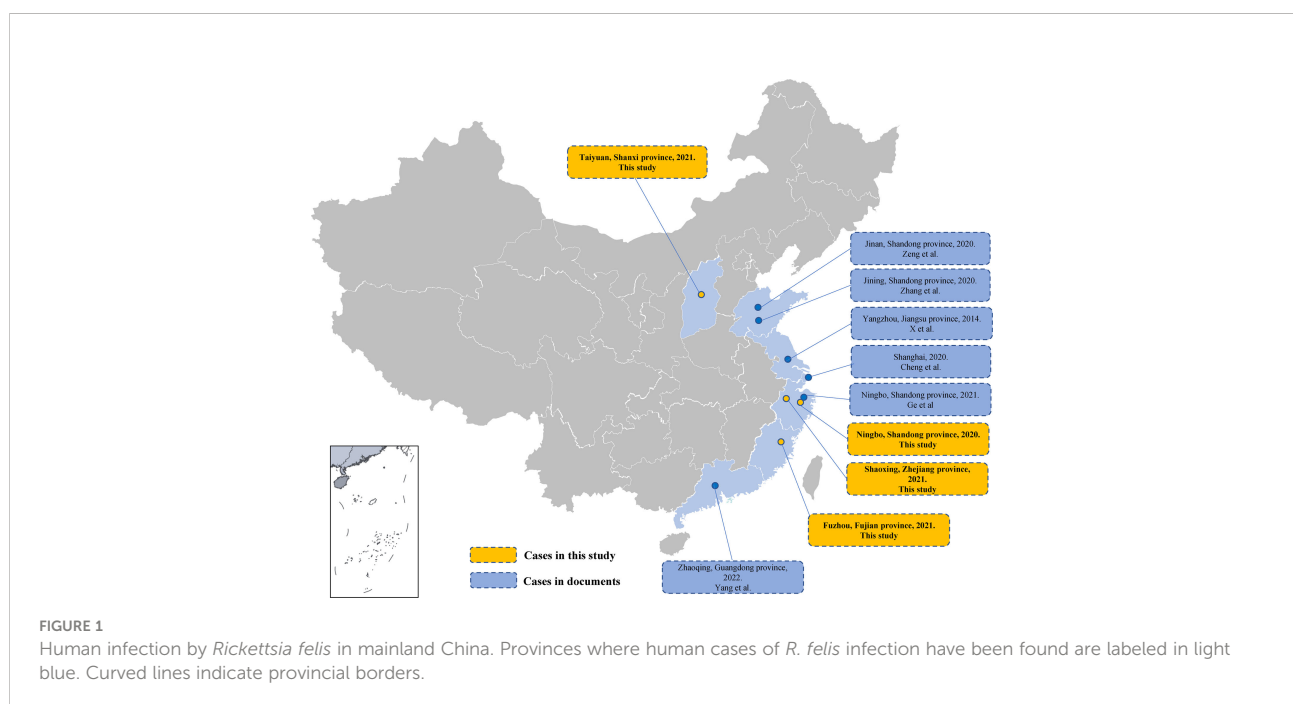 Taiyuan, Shanxi province, 2021.
This study
Jinan, Shandong province, 2020.
Zeng et al.
Jining, Shandong province, 2020.
Zhang et al.
Yangzhou, Jiangsu province, 2014.
X et al.
Shanghai, 2020.
Cheng et al.
Ningbo, Shandong province, 2021.
Ge et al
Ningbo, Shandong province, 2020.
This study
Shaoxing, Zhejiang province,
2021.
This study
Fuzhou, Fujian province, 2021.
This study
Zhaoqing, Guangdong province,
2022.
Yang et al.
Cases in this study
Cases in documents
FIGURE 1
Human infection by Rickettsia felis in mainland China. Provinces where human cases of R. felis infection have been found are labeled in light
blue. Curved lines indicate provincial borders.